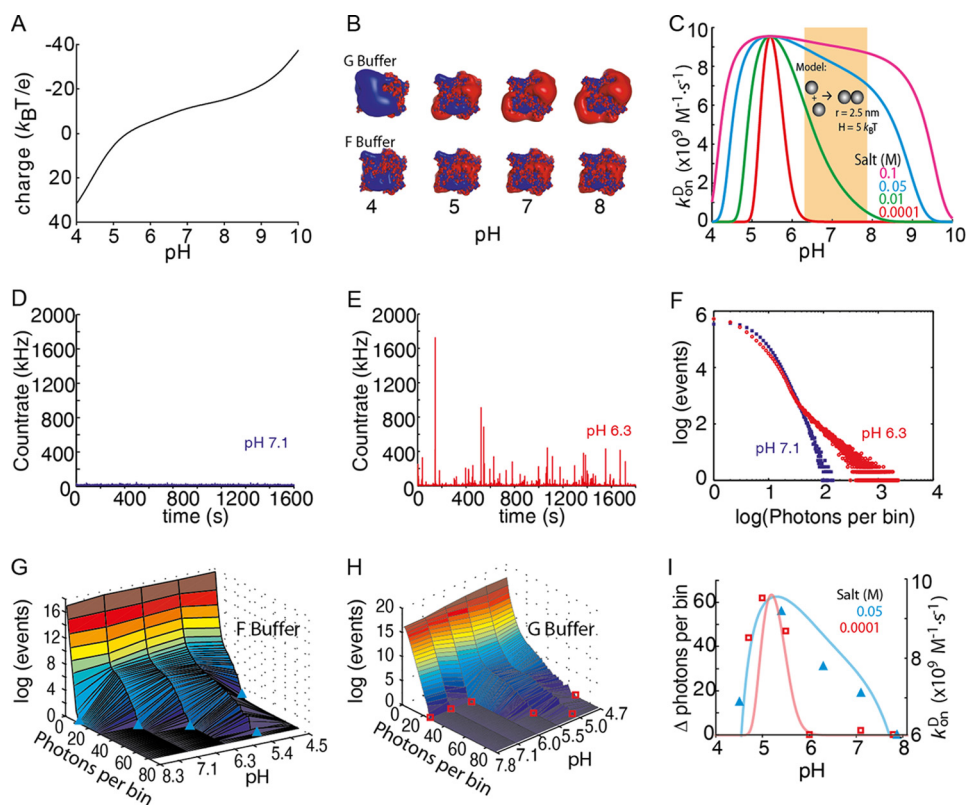 A
charge (kBT/e)
-40
-20
0
20
40
4 5 6 7 8 9 10
pH
B
G Buffer
F Buffer
4 5 7 8
pH
C
k D on (x10⁹ M⁻¹·s⁻¹)
10
8
6
4
2
0
Model:
+ →
r = 2.5 nm
H = 5 kBT
Salt (M)
0.1
0.05
0.01
0.0001
4 5 6 7 8 9 10
pH
D
Countrate (kHz)
2000
1600
1200
800
400
0
pH 7.1
0 400 800 1200 1600
time (s)
E
Countrate (kHz)
2000
1600
1200
800
400
0
pH 6.3
0 400 800 1200 1600
time (s)
F
log (events)
6
4
2
0
pH 7.1
pH 6.3
0 1 2 3 4
log(Photons per bin)
G
log (events)
16
12
8
4
0
F Buffer
0 20 40 60 80
Photons per bin
8.3 7.1 6.3 5.4 4.5
pH
H
log (events)
20
15
10
5
0
G Buffer
0 20 40 60 80
Photons per bin
7.8 7.1 6.0 5.5 5.0 4.7
pH
I
Δ photons per bin
60
40
20
0
Salt (M)
0.05
0.0001
10
9
8
7
6
k D on (x10⁹ M⁻¹·s⁻¹)
4 5 6 7 8
pH